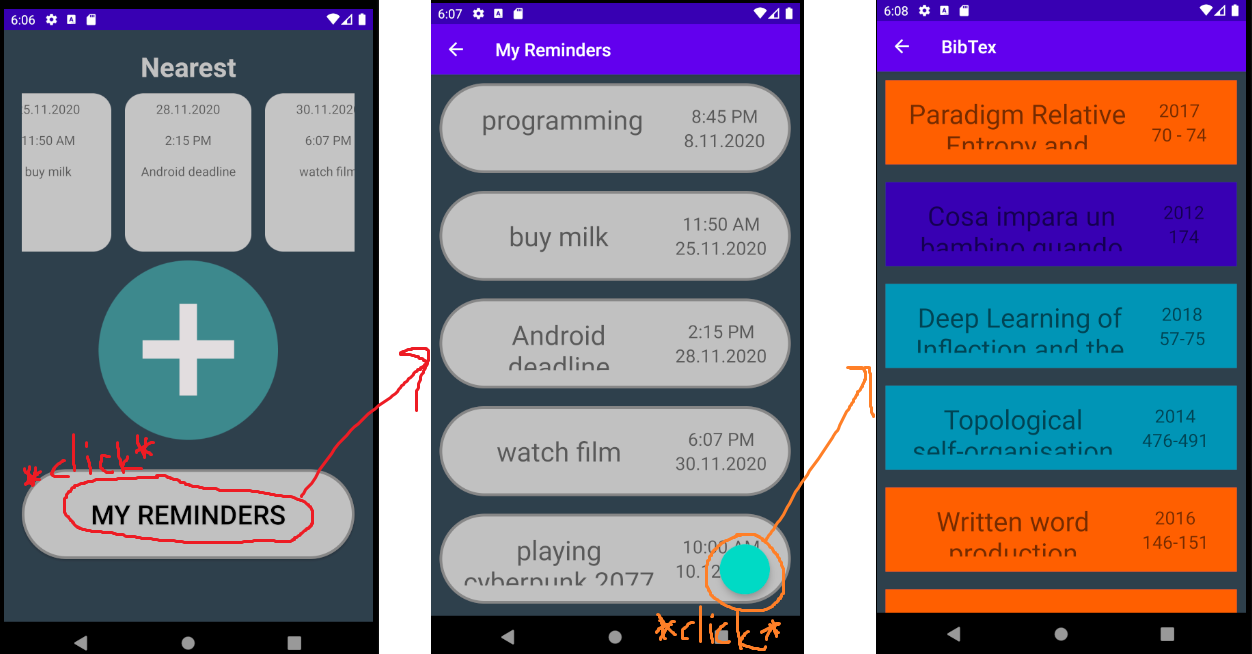 6:06
Nearest
5.11.2020
28.11.2020
30.11.2020
11:50 AM
2:15 PM
6:07 PM
buy milk
Android deadline
watch film
*click*
MY REMINDERS
6:07
My Reminders
programming
8:45 PM
8.11.2020
buy milk
11:50 AM
25.11.2020
Android
deadline
2:15 PM
28.11.2020
watch film
6:07 PM
30.11.2020
playing
cyberpunk 2077
10:00 AM
10.12
*click*
6:08
BibTex
Paradigm Relative
Entropy and
2017
70 - 74
Cosa impara un
bambino quando
2012
174
Deep Learning of
Inflection and the
2018
57-75
Topological
self-organisation
2014
476-491
Written word
production
2016
146-151